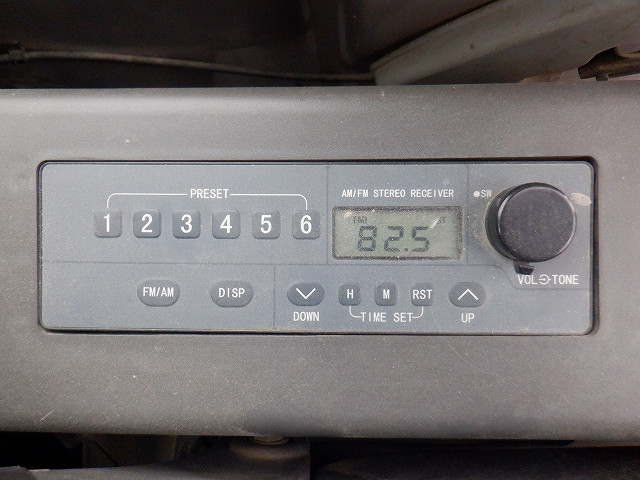 PRESET
1 2 3 4 5 6
AM/FM STEREO RECEIVER
FM
82.5
SW
VOL TONE
FM/AM DISP
DOWN
H M RST
TIME SET
UP